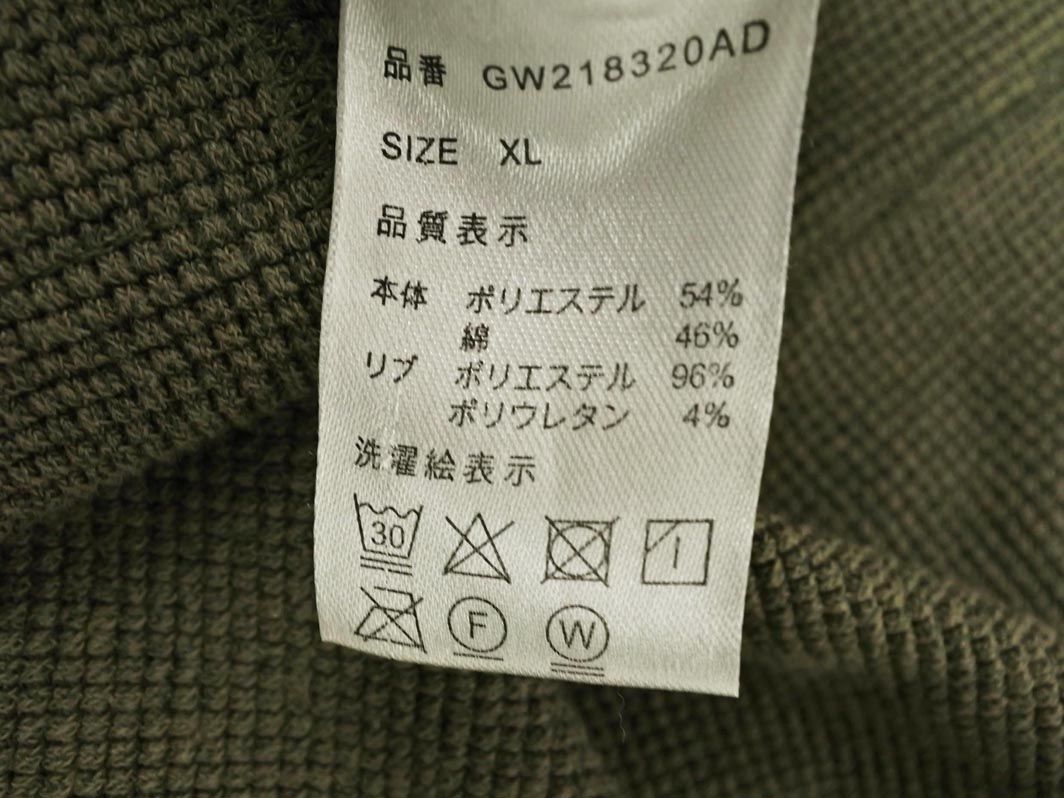 品番 GW218320AD
SIZE XL
品質表示
本体 ポリエステル 54%
綿 46%
リブ ポリエステル 96%
ポリウレタン 4%
洗濯絵表示
30
F W